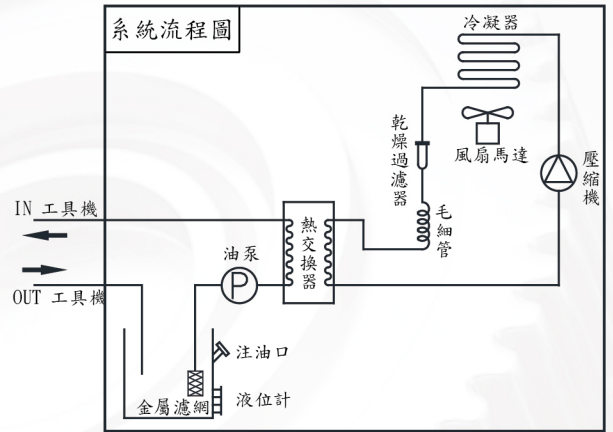 系統流程圖
冷凝器
乾燥過濾器
風扇馬達
壓縮機
IN 工具機
毛細管
熱交換器
油泵
P
OUT 工具機
注油口
金屬濾網
液位計